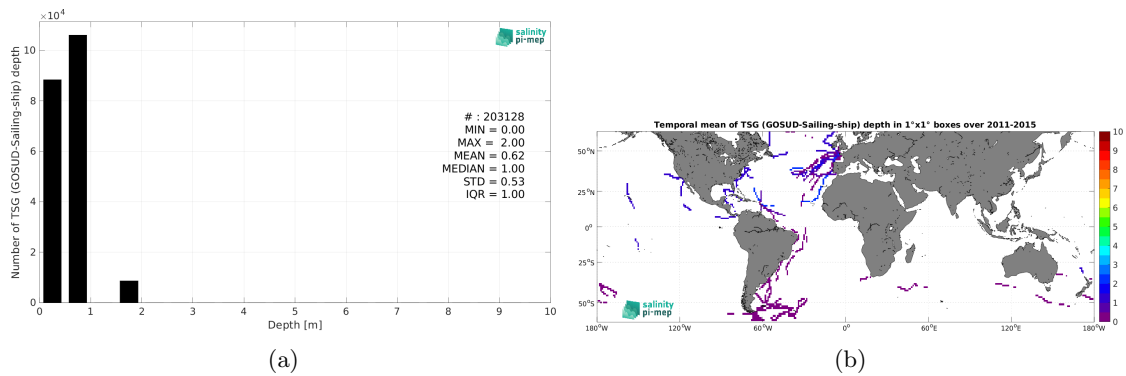 ×10⁴
Number of TSG (GOSUD-Sailing-ship) depth
10
8
6
4
2
0
0 1 2 3 4 5 6 7 8 9 10
Depth [m]
salinity
pi-mep
# : 203128
MIN = 0.00
MAX = 2.00
MEAN = 0.62
MEDIAN = 1.00
STD = 0.53
IQR = 1.00
(a)
Temporal mean of TSG (GOSUD-Sailing-ship) depth in 1°x1° boxes over 2011-2015
50°N
25°N
0°
25°S
50°S
180°W 120°W 60°W 0° 60°E 120°E 180°W
salinity
pi-mep
10
9
8
7
6
5
4
3
2
1
0
(b)